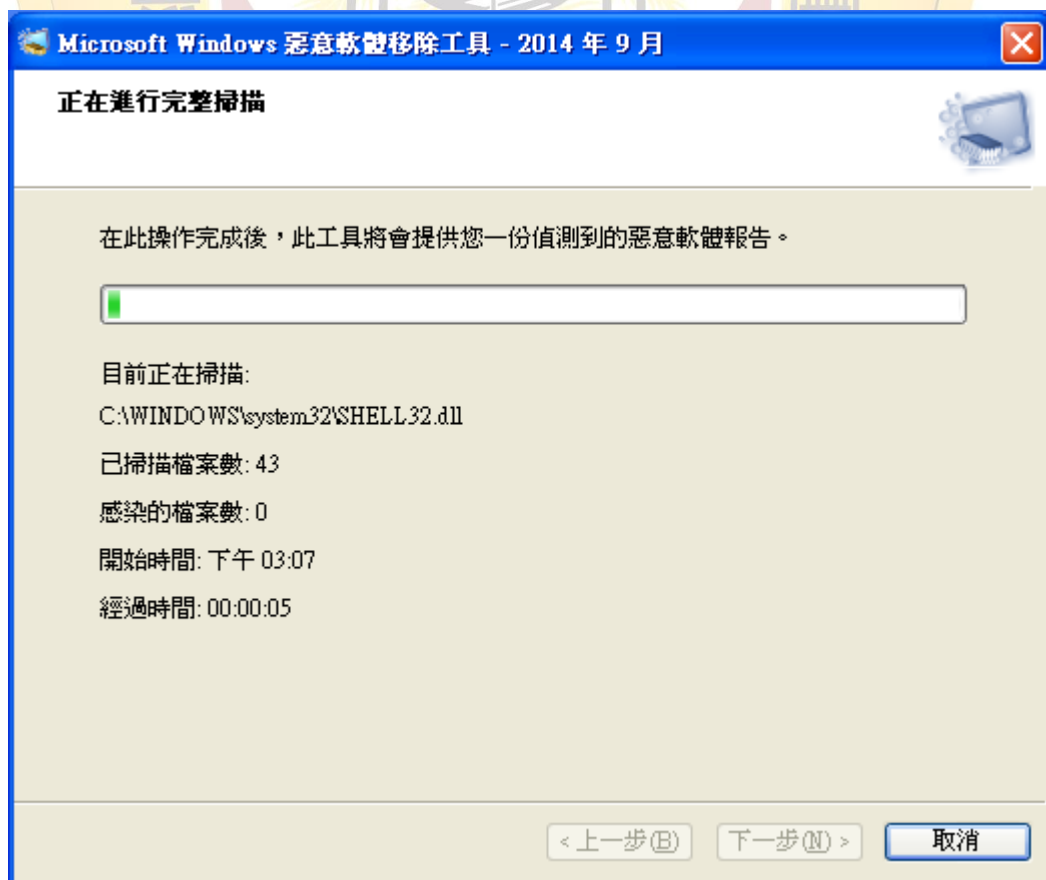 Microsoft Windows 惡意軟體移除工具 - 2014 年 9 月
正在進行完整掃描
在此操作完成後，此工具將會提供您一份偵測到的惡意軟體報告。
目前正在掃描:
C:\WINDOWS\system32\SHELL32.dll
已掃描檔案數: 43
感染的檔案數: 0
開始時間: 下午 03:07
經過時間: 00:00:05
< 上一步(B) 下一步(N) > 取消